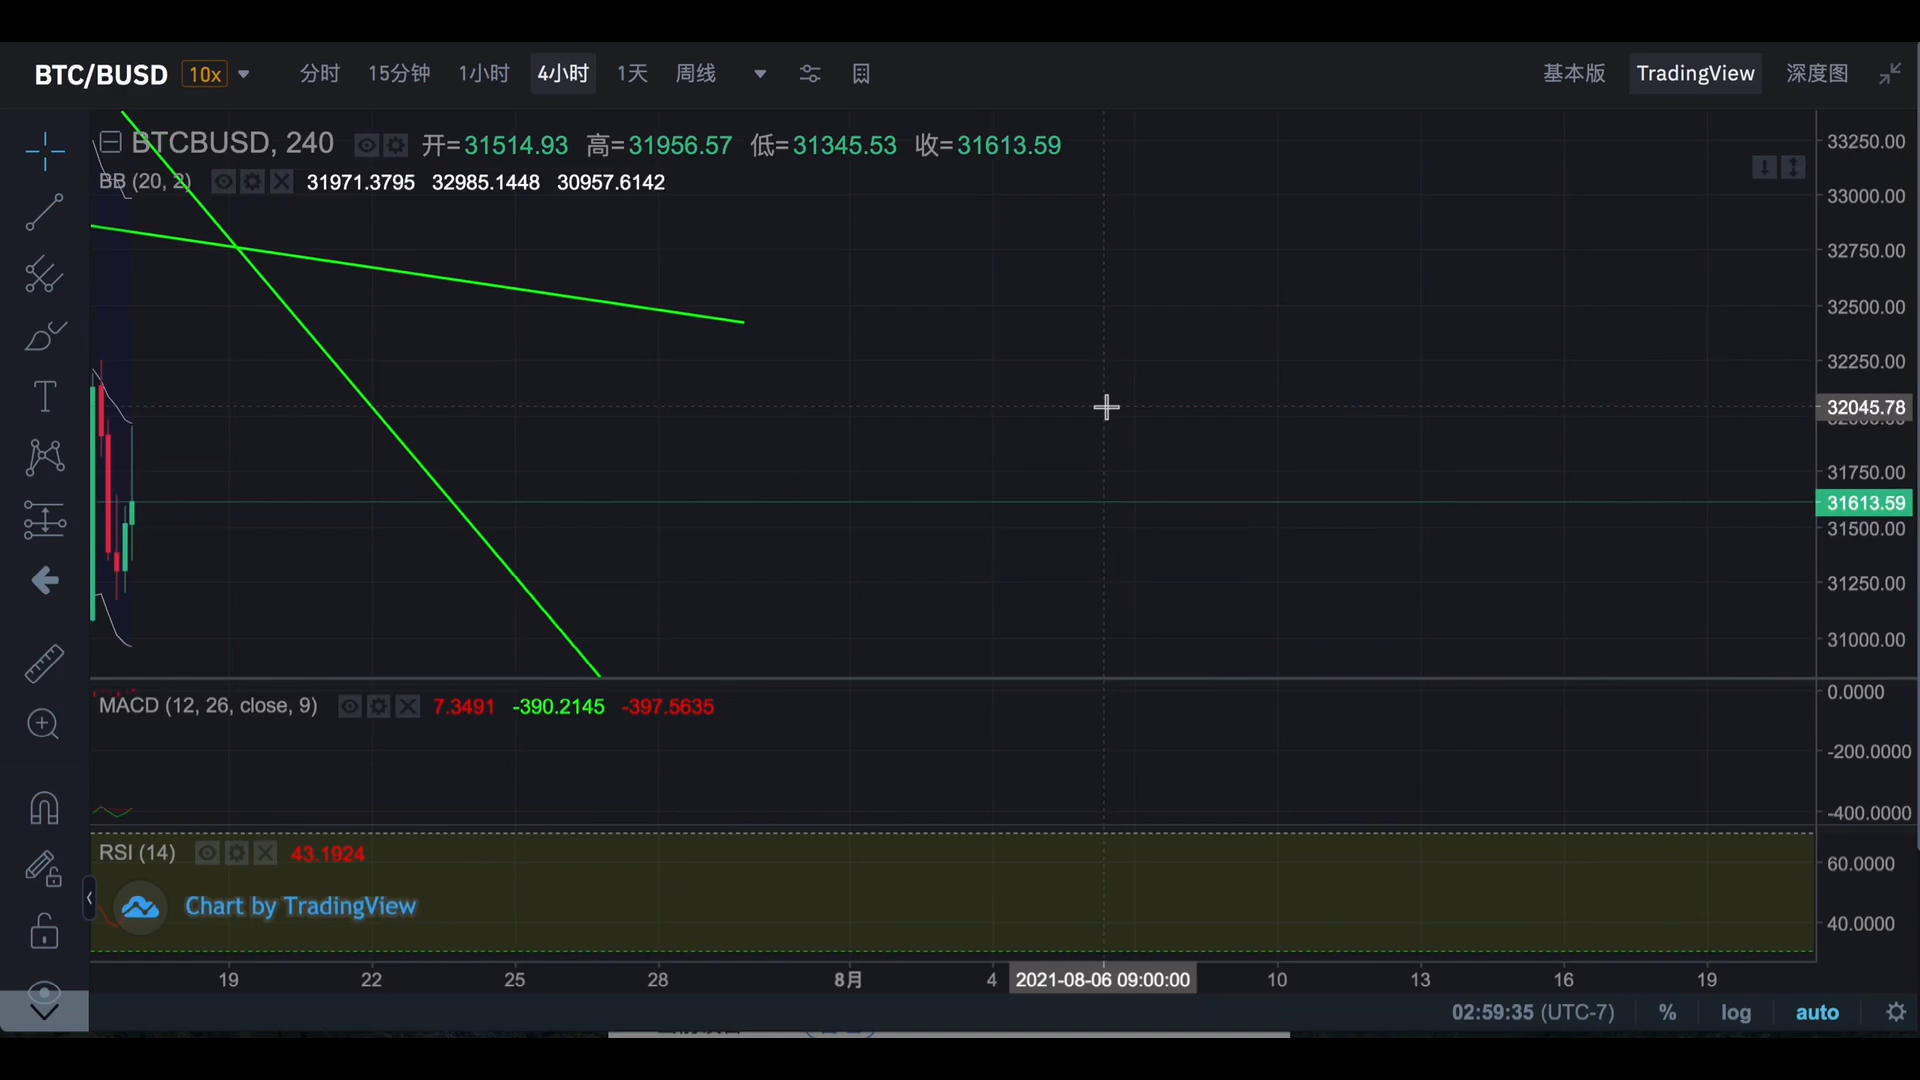 BTC/BUSD 10x 分时 15分钟 1小时 4小时 1天 周线 基本版 TradingView 深度图
BTCBUSD, 240 开=31514.93 高=31956.57 低=31345.53 收=31613.59
BB (20, 2) 31971.3795 32985.1448 30957.6142
33250.00
33000.00
32750.00
32500.00
32250.00
32045.78
31750.00
31613.59
31500.00
31250.00
31000.00
MACD (12, 26, close, 9) 7.3491 -390.2145 -397.5635
0.0000
-200.0000
-400.0000
RSI (14) 43.1924
60.0000
Chart by TradingView
40.0000
19 22 25 28 8月 4 2021-08-06 09:00:00 10 13 16 19
02:59:35 (UTC-7) % log auto